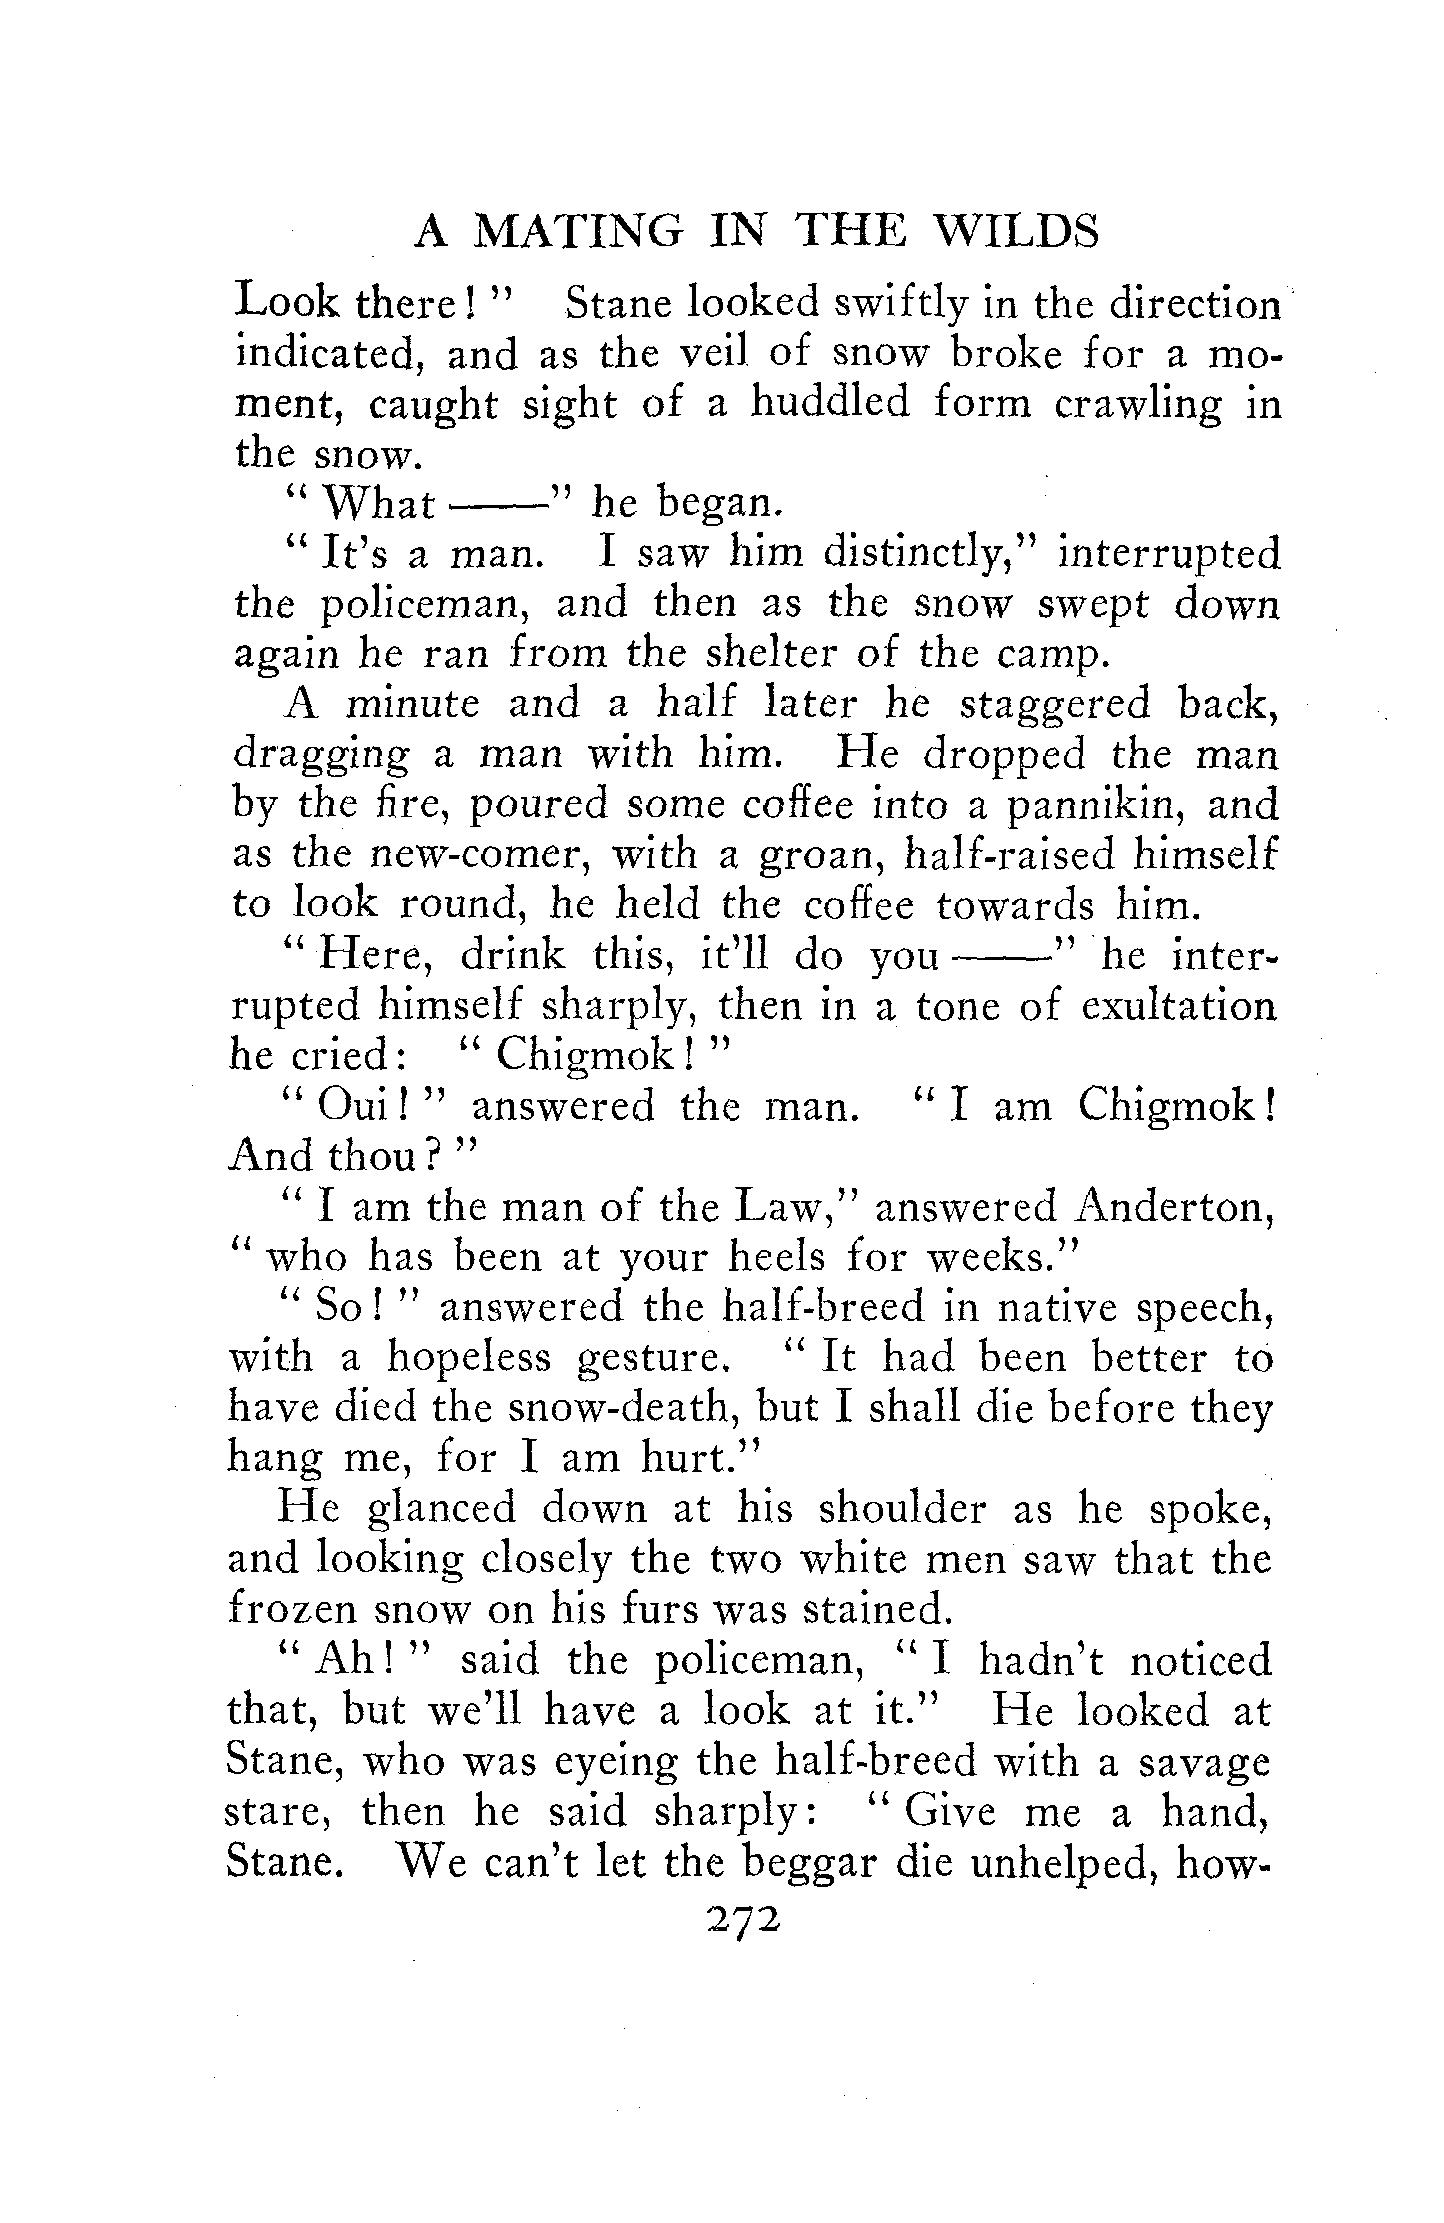 A MATING IN THE WILDS
Look there! " Stane looked swiftly in the direction
indicated, and as the veil of snow broke for a mo-
ment, caught sight of a huddled form crawling in
the snow.
" What ——" he began.
" It's a man. I saw him distinctly," interrupted
the policeman, and then as the snow swept down
again he ran from the shelter of the camp.
A minute and a half later he staggered back,
dragging a man with him. He dropped the man
by the fire, poured some coffee into a pannikin, and
as the new-comer, with a groan, half-raised himself
to look round, he held the coffee towards him.
" Here, drink this, it'll do you ——" he inter-
rupted himself sharply, then in a tone of exultation
he cried: " Chigmok! "
" Oui! " answered the man. " I am Chigmok!
And thou? "
" I am the man of the Law," answered Anderton,
" who has been at your heels for weeks."
" So! " answered the half-breed in native speech,
with a hopeless gesture. " It had been better to
have died the snow-death, but I shall die before they
hang me, for I am hurt."
He glanced down at his shoulder as he spoke,
and looking closely the two white men saw that the
frozen snow on his furs was stained.
" Ah! " said the policeman, " I hadn't noticed
that, but we'll have a look at it." He looked at
Stane, who was eyeing the half-breed with a savage
stare, then he said sharply: " Give me a hand,
Stane. We can't let the beggar die unhelped, how-
272